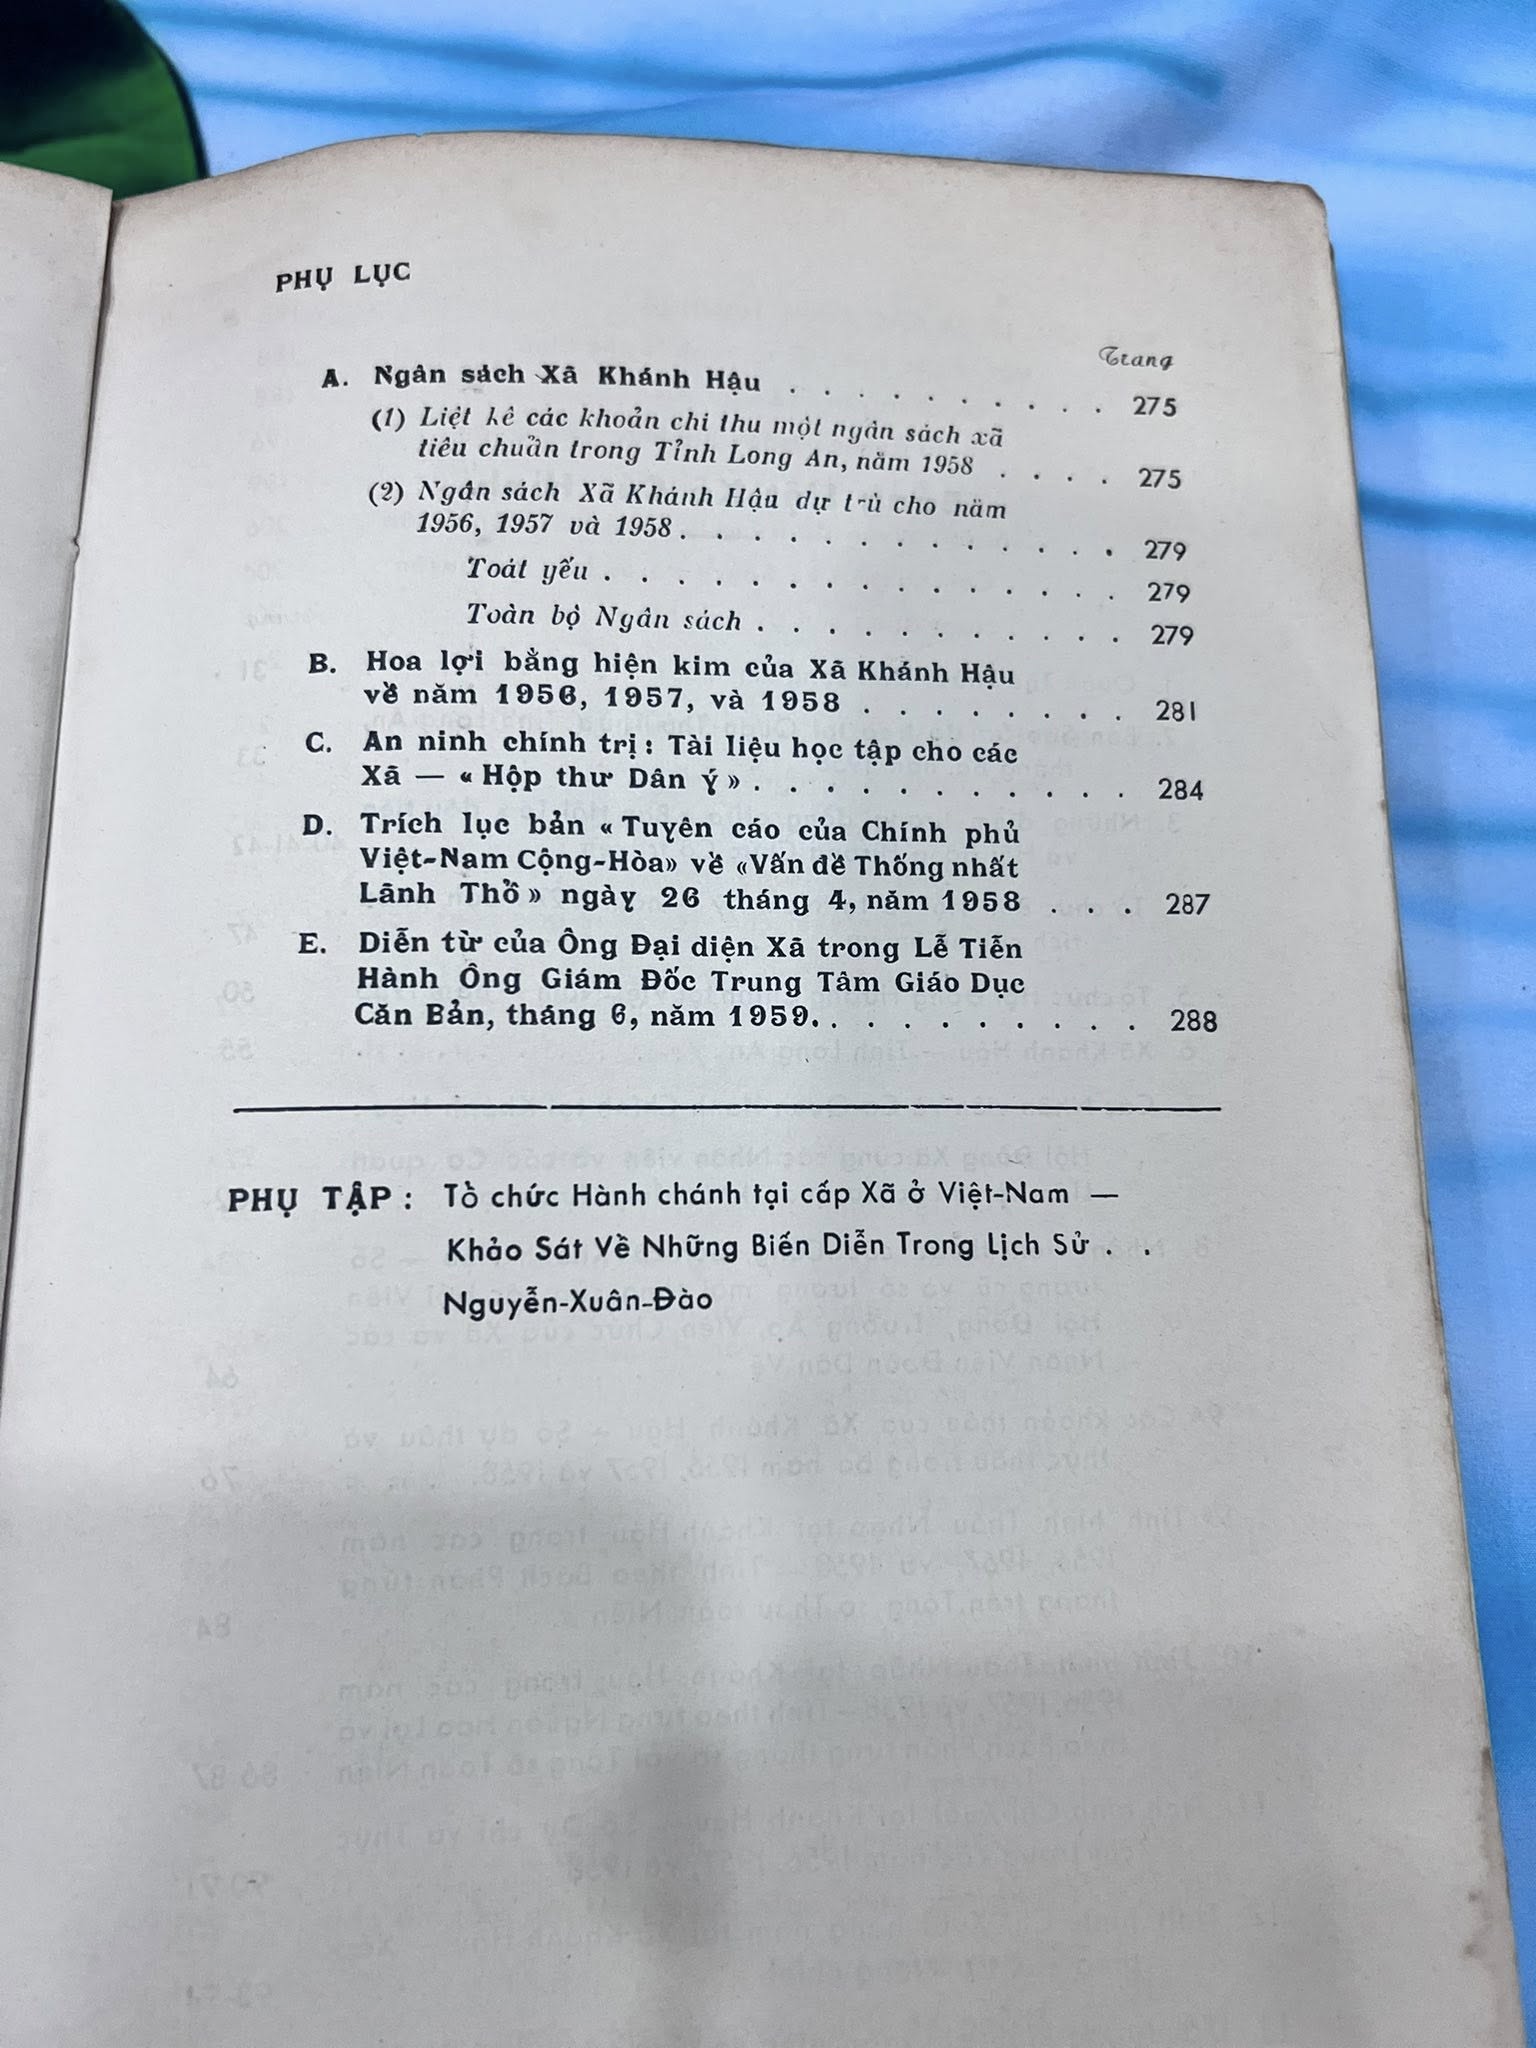 PHỤ LỤC
Trang
A. Ngân sách Xã Khánh Hậu . . . . . . . . . . 275
(1) Liệt kê các khoản chi thu một ngân sách xã
tiêu chuẩn trong Tỉnh Long An, năm 1958 . . . . 275
(2) Ngân sách Xã Khánh Hậu dự trù cho năm
1956, 1957 và 1958 . . . . . . . . . . . . 279
Toát yếu . . . . . . . . . . . . . . 279
Toàn bộ Ngân sách . . . . . . . . . . 279
B. Hoa lợi bằng hiện kim của Xã Khánh Hậu
về năm 1956, 1957, và 1958 . . . . . . . . 281
C. An ninh chính trị : Tài liệu học tập cho các
Xã — « Hộp thư Dân ý » . . . . . . . . . . . 284
D. Trích lục bản « Tuyên cáo của Chính phủ
Việt-Nam Cộng-Hòa» về «Vấn đề Thống nhất
Lãnh Thổ » ngày 26 tháng 4, năm 1958 . . . 287
E. Diễn từ của Ông Đại diện Xã trong Lễ Tiễn
Hành Ông Giám Đốc Trung Tâm Giáo Dục
Căn Bản, tháng 6, năm 1959. . . . . . . . . . 288
PHỤ TẬP : Tổ chức Hành chánh tại cấp Xã ở Việt-Nam —
Khảo Sát Về Những Biến Diễn Trong Lịch Sử . .
Nguyễn-Xuân-Đào